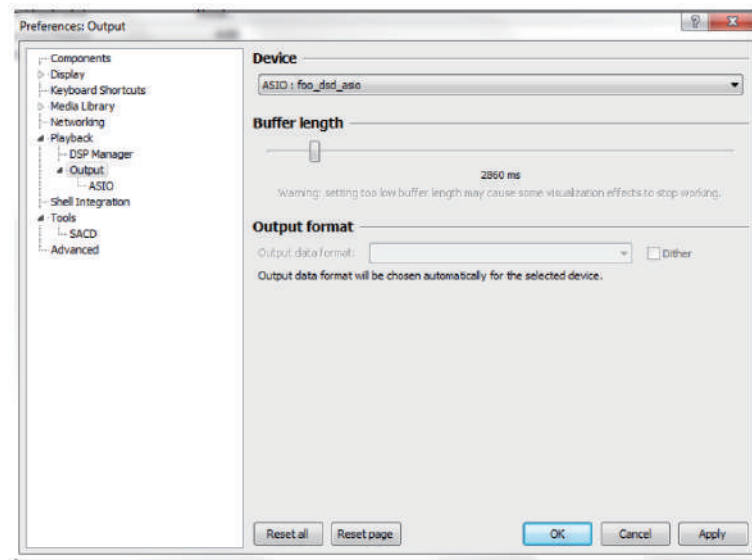 Preferences: Output
Components
Display
Keyboard Shortcuts
Media Library
Networking
Playback
DSP Manager
Output
ASIO
Shell Integration
Tools
SACD
Advanced
Device
ASIO : foo_dsd_asio
Buffer length
2860 ms
Warning: setting too low buffer length may cause some visualization effects to stop working.
Output format
Output data format:
Dither
Output data format will be chosen automatically for the selected device.
Reset all
Reset page
OK
Cancel
Apply